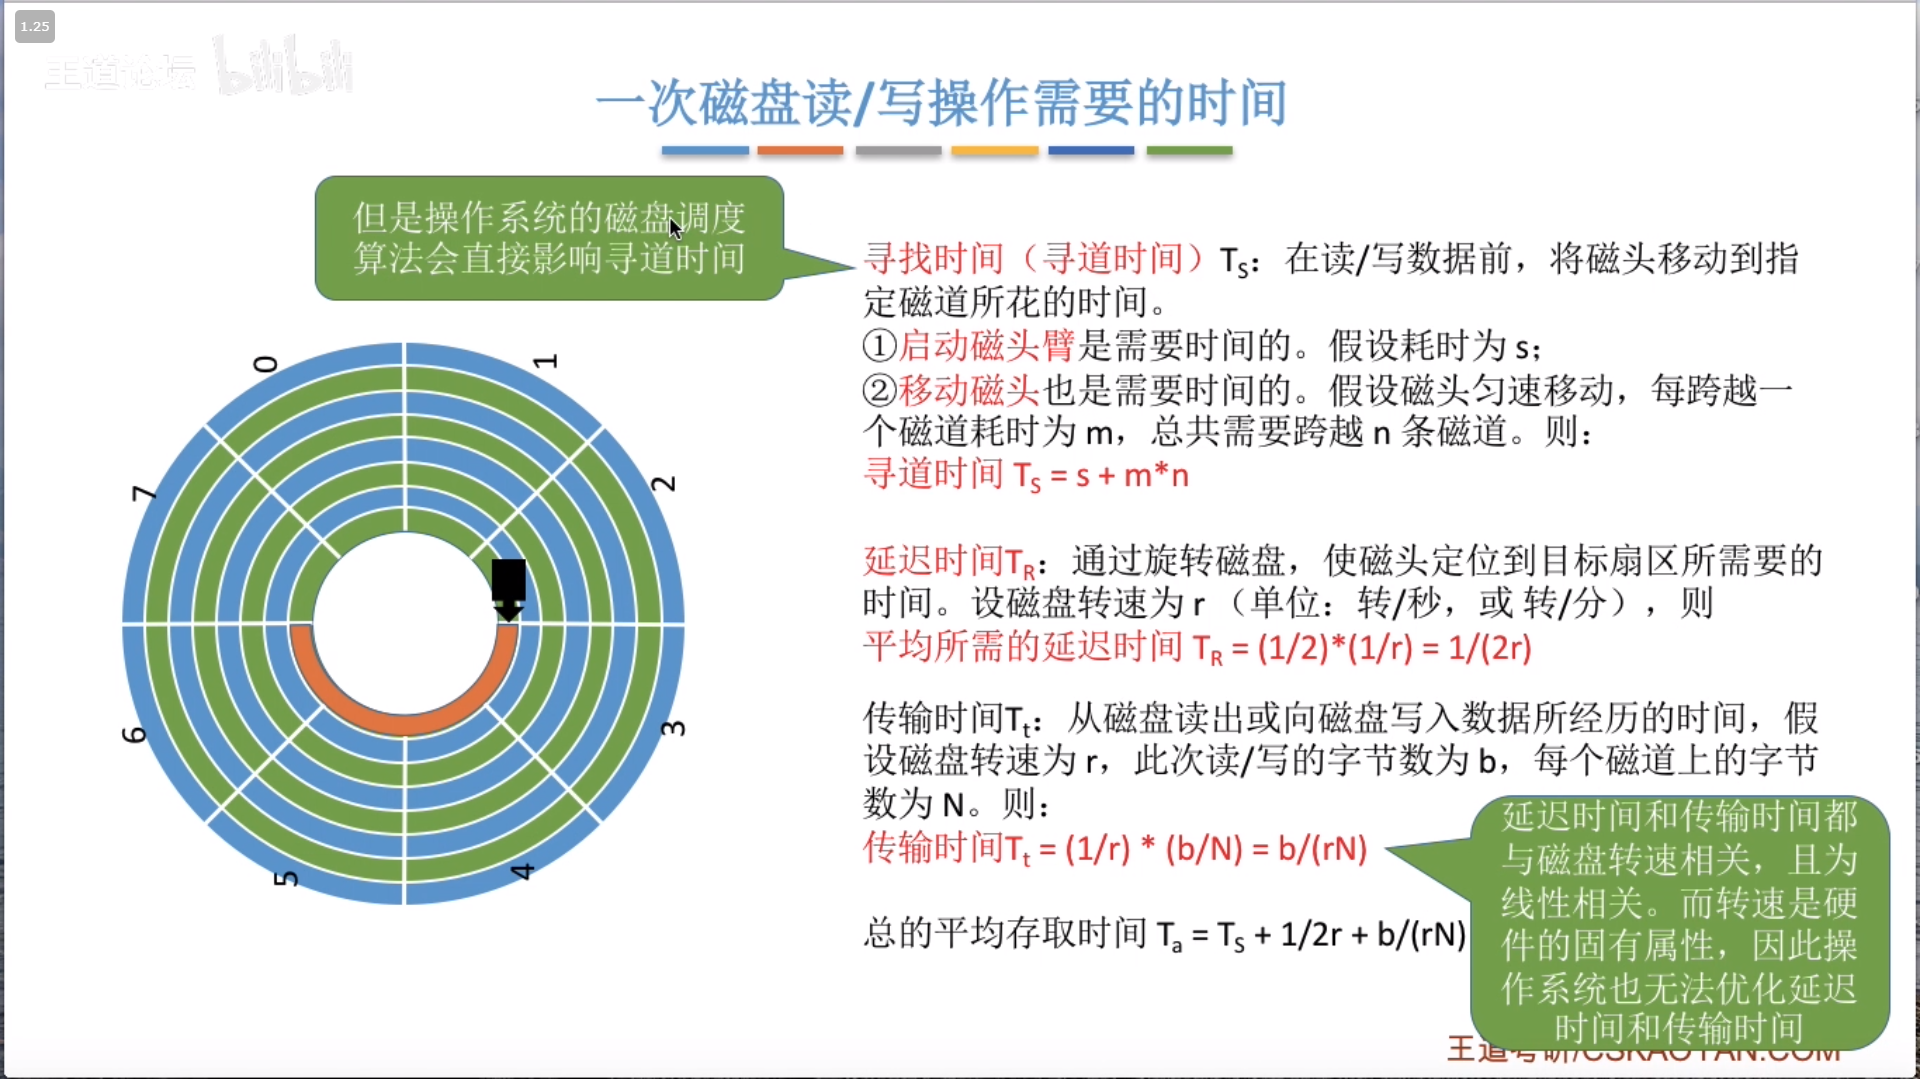 1.25
王道论坛 bilibili
一次磁盘读/写操作需要的时间
但是操作系统的磁盘调度
算法会直接影响寻道时间
寻找时间（寻道时间）TS：在读/写数据前，将磁头移动到指
定磁道所花的时间。
①启动磁头臂是需要时间的。假设耗时为 s；
②移动磁头也是需要时间的。假设磁头匀速移动，每跨越一
个磁道耗时为 m，总共需要跨越 n 条磁道。则：
寻道时间 TS = s + m*n
延迟时间TR：通过旋转磁盘，使磁头定位到目标扇区所需要的
时间。设磁盘转速为 r （单位：转/秒，或 转/分），则
平均所需的延迟时间 TR = (1/2)*(1/r) = 1/(2r)
传输时间Tt：从磁盘读出或向磁盘写入数据所经历的时间，假
设磁盘转速为 r，此次读/写的字节数为 b，每个磁道上的字节
数为 N。则：
传输时间Tt = (1/r) * (b/N) = b/(rN)
总的平均存取时间 Ta = TS + 1/2r + b/(rN)
延迟时间和传输时间都
与磁盘转速相关，且为
线性相关。而转速是硬
件的固有属性，因此操
作系统也无法优化延迟
时间和传输时间
王道考研/CSKAOYAN.COM
0
1
2
3
4
5
6
7